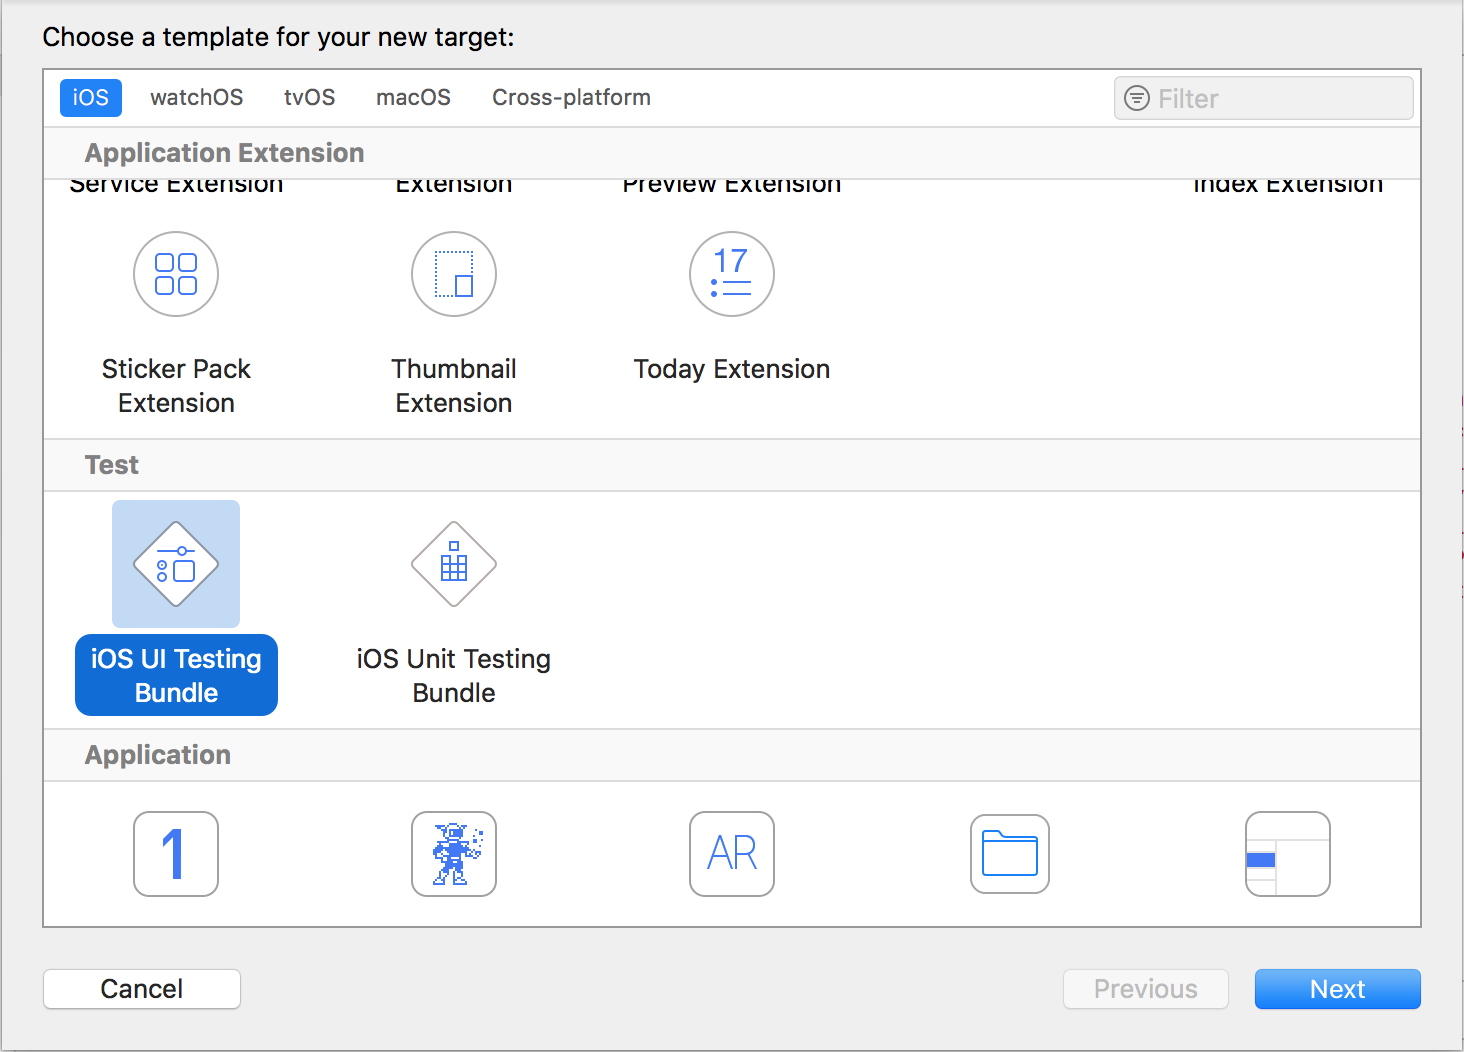 Choose a template for your new target:
iOS watchOS tvOS macOS Cross-platform Filter
Application Extension
Service Extension Extension Preview Extension Index Extension
17
Sticker Pack Extension
Thumbnail Extension
Today Extension
Test
iOS UI Testing Bundle
iOS Unit Testing Bundle
Application
1 AR
Cancel Previous Next